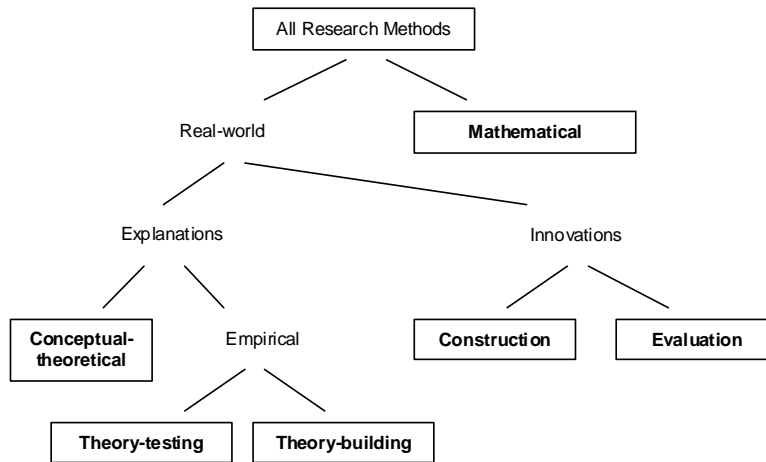 All Research Methods
Real-world
Mathematical
Explanations
Innovations
Conceptual-
theoretical
Empirical
Construction
Evaluation
Theory-testing
Theory-building